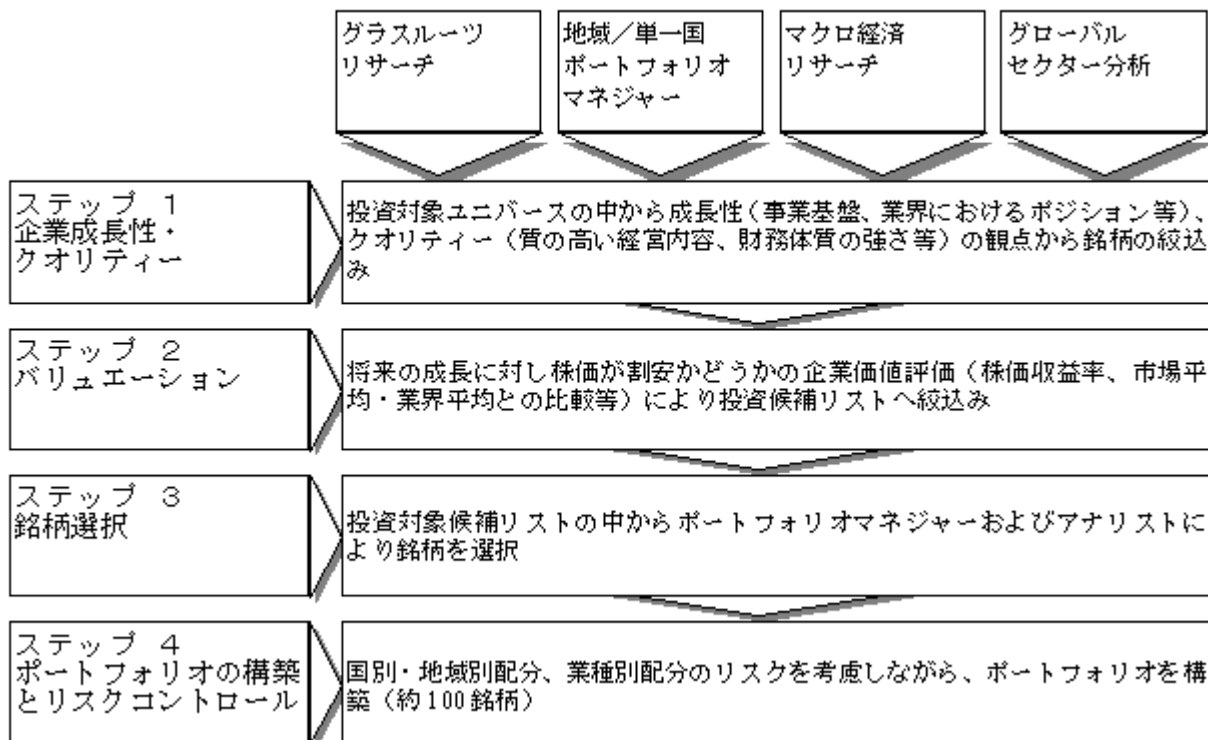 グラスルーツ
リサーチ
地域／単一国
ポートフォリオ
マネジャー
マクロ経済
リサーチ
グローバル
セクター分析
ステップ １
企業成長性・
クオリティー
投資対象ユニバースの中から成長性（事業基盤、業界におけるポジション等）、
クオリティー（質の高い経営内容、財務体質の強さ等）の観点から銘柄の絞込
み
ステップ ２
バリュエーション
将来の成長に対し株価が割安かどうかの企業価値評価（株価収益率、市場平
均・業界平均との比較等）により投資候補リストへ絞込み
ステップ ３
銘柄選択
投資対象候補リストの中からポートフォリオマネジャーおよびアナリストに
より銘柄を選択
ステップ ４
ポートフォリオの構築
とリスクコントロール
国別・地域別配分、業種別配分のリスクを考慮しながら、ポートフォリオを構
築（約100銘柄）